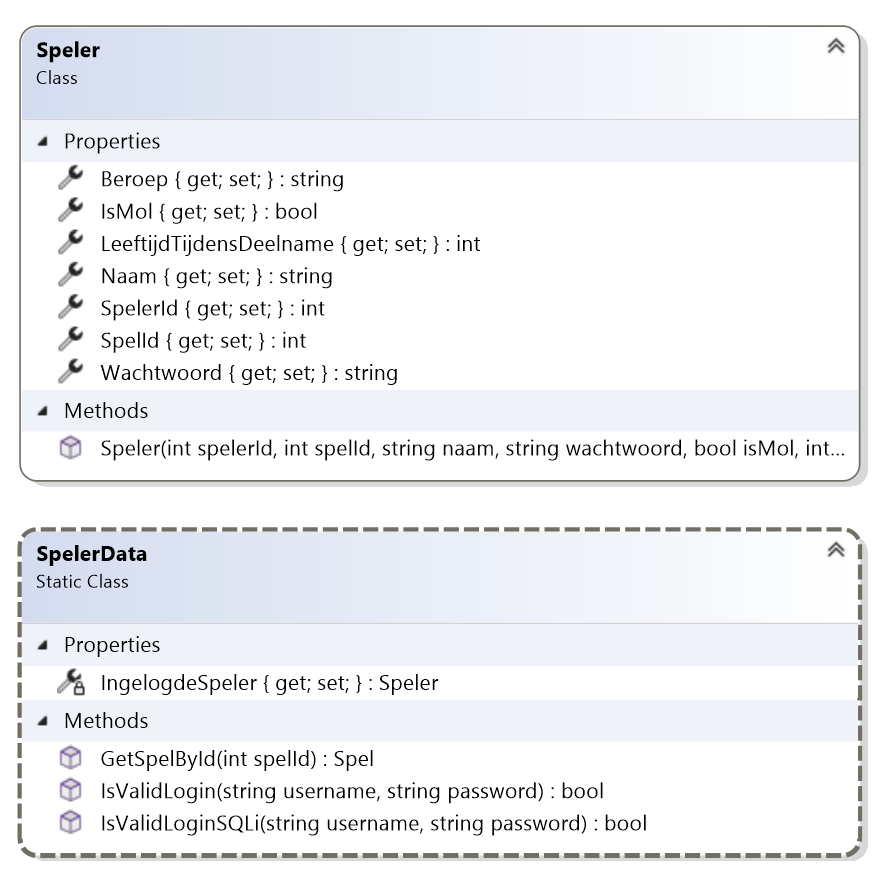 Speler
Class
Properties
Beroep { get; set; } : string
IsMol { get; set; } : bool
LeeftijdTijdensDeelname { get; set; } : int
Naam { get; set; } : string
SpelerId { get; set; } : int
SpelId { get; set; } : int
Wachtwoord { get; set; } : string
Methods
Speler(int spelerId, int spelId, string naam, string wachtwoord, bool isMol, int...
SpelerData
Static Class
Properties
IngelogdeSpeler { get; set; } : Speler
Methods
GetSpelById(int spelId) : Spel
IsValidLogin(string username, string password) : bool
IsValidLoginSQLi(string username, string password) : bool